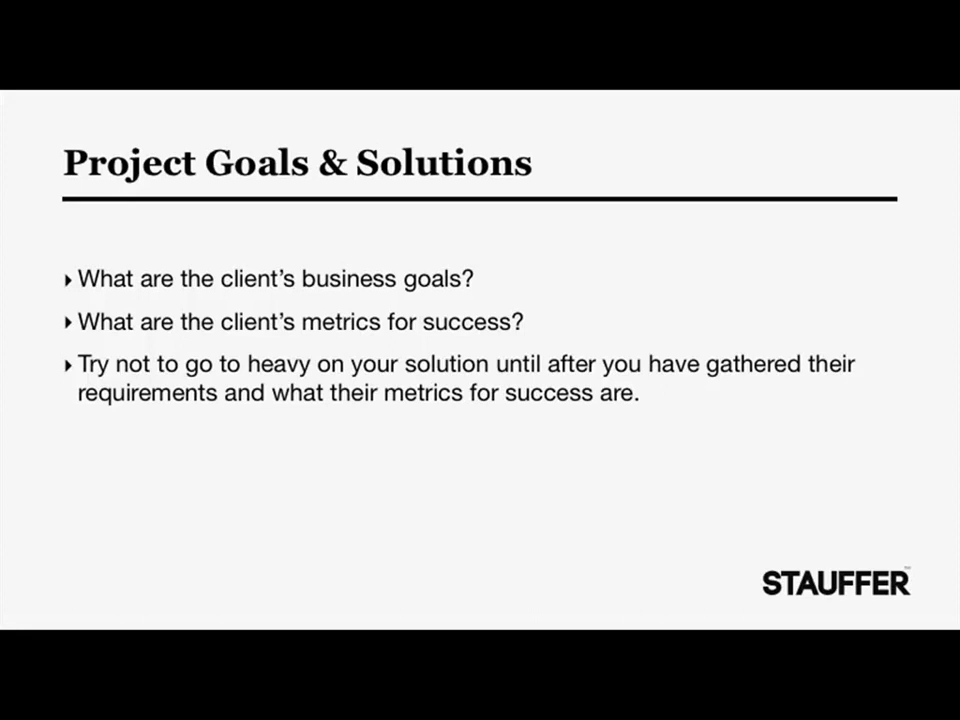 Project Goals & Solutions
‣ What are the client’s business goals?
‣ What are the client’s metrics for success?
‣ Try not to go to heavy on your solution until after you have gathered their
requirements and what their metrics for success are.
STAUFFER™